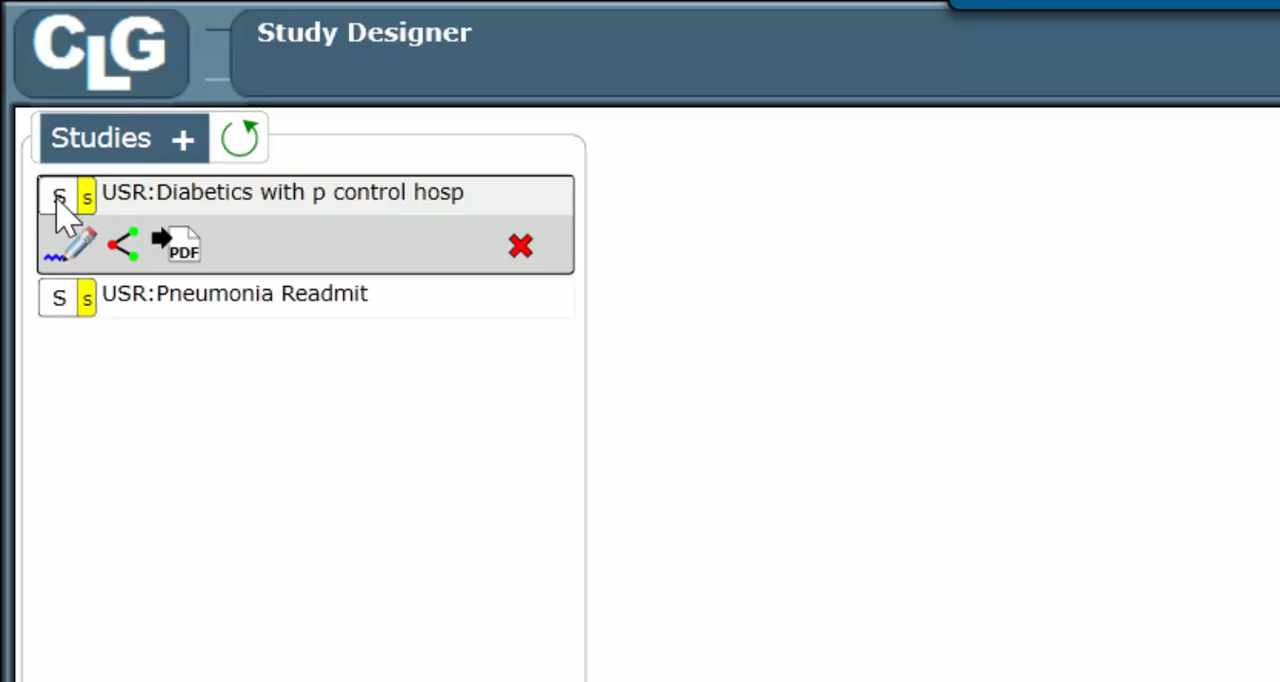 CLG
Study Designer
Studies +
S s USR:Diabetics with p control hosp
PDF
S s USR:Pneumonia Readmit